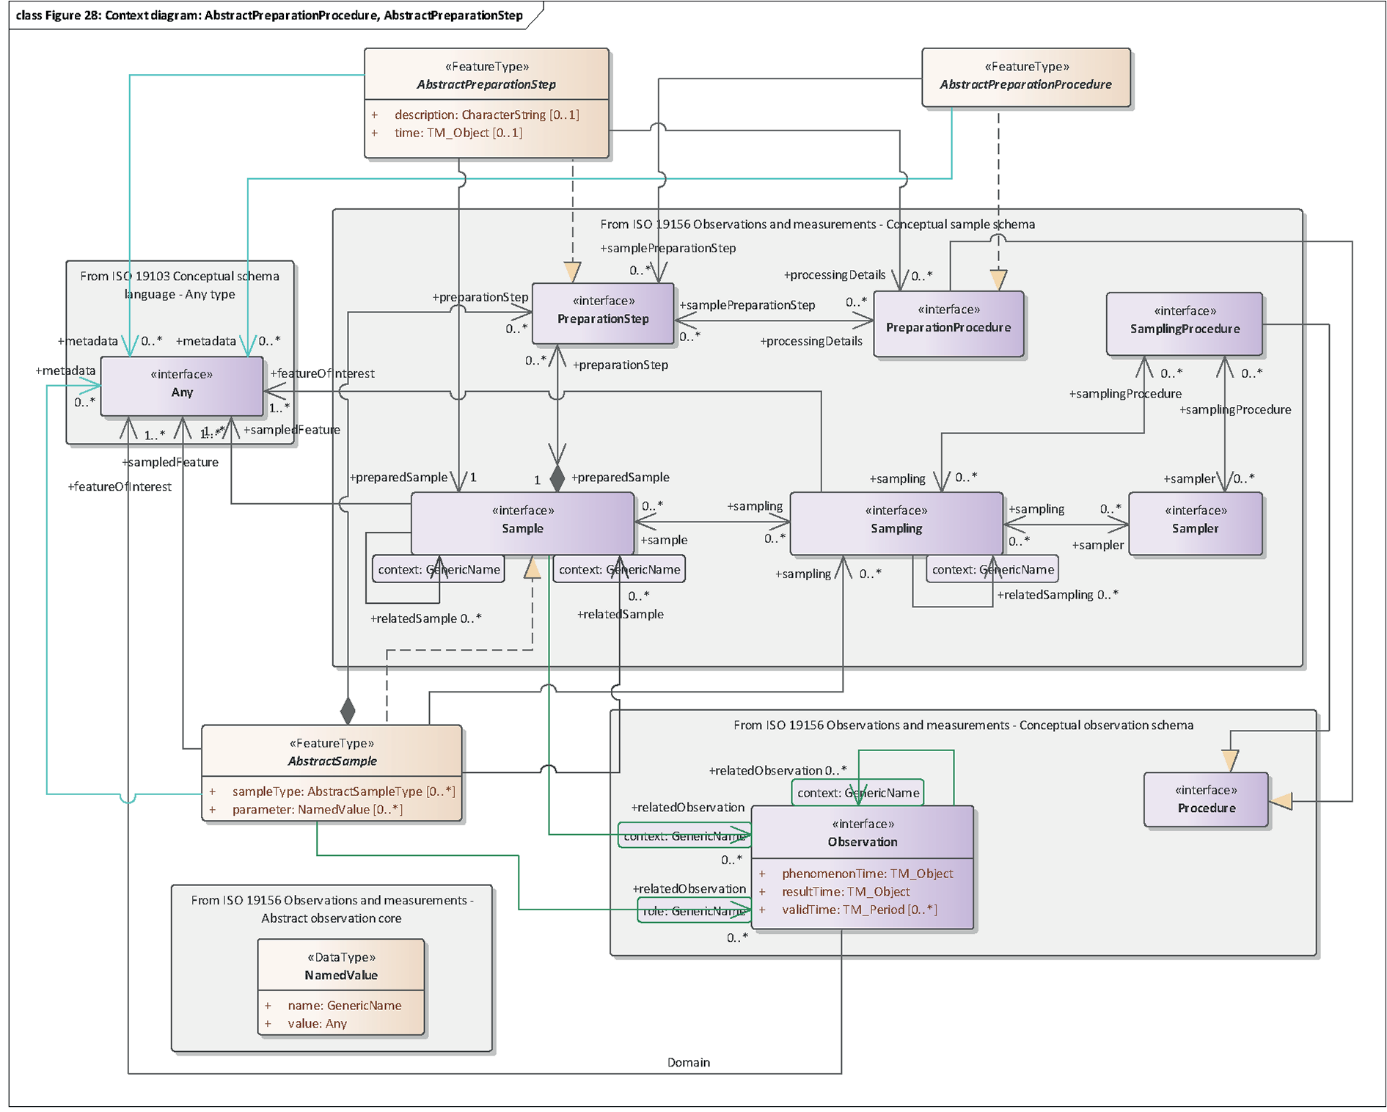 class Figure 28: Context diagram: AbstractPreparationProcedure, AbstractPreparationStep
«FeatureType»
AbstractPreparationStep
+ description: CharacterString [0..1]
+ time: TM_Object [0..1]
«FeatureType»
AbstractPreparationProcedure
From ISO 19156 Observations and measurements - Conceptual sample schema
+samplePreparationStep
0..*
+processingDetails
0..*
From ISO 19103 Conceptual schema
language - Any type
+metadata
0..*
+metadata
0..*
+metadata
0..*
«interface»
Any
+featureOfInterest
1..*
1..*
1..*
1..*
+sampledFeature
+sampledFeature
+featureOfInterest
+preparationStep
0..*
«interface»
PreparationStep
+samplePreparationStep
0..*
0..*
+processingDetails
«interface»
PreparationProcedure
«interface»
SamplingProcedure
0..*
+preparationStep
0..*
+samplingProcedure
0..*
+samplingProcedure
+preparedSample
1
1
+preparedSample
+sampling
0..*
+sampler
0..*
«interface»
Sample
0..*
+sample
+sampling
0..*
«interface»
Sampling
+sampling
0..*
0..*
+sampler
«interface»
Sampler
context: GenericName
context: GenericName
context: GenericName
+relatedSample 0..*
0..*
+relatedSample
+sampling
0..*
+relatedSampling 0..*
«FeatureType»
AbstractSample
+ sampleType: AbstractSampleType [0..*]
+ parameter: NamedValue [0..*]
From ISO 19156 Observations and measurements - Conceptual observation schema
+relatedObservation 0..*
context: GenericName
+relatedObservation
context: GenericName
0..*
+relatedObservation
role: GenericName
0..*
«interface»
Observation
+ phenomenonTime: TM_Object
+ resultTime: TM_Object
+ validTime: TM_Period [0..*]
«interface»
Procedure
From ISO 19156 Observations and measurements -
Abstract observation core
«DataType»
NamedValue
+ name: GenericName
+ value: Any
Domain